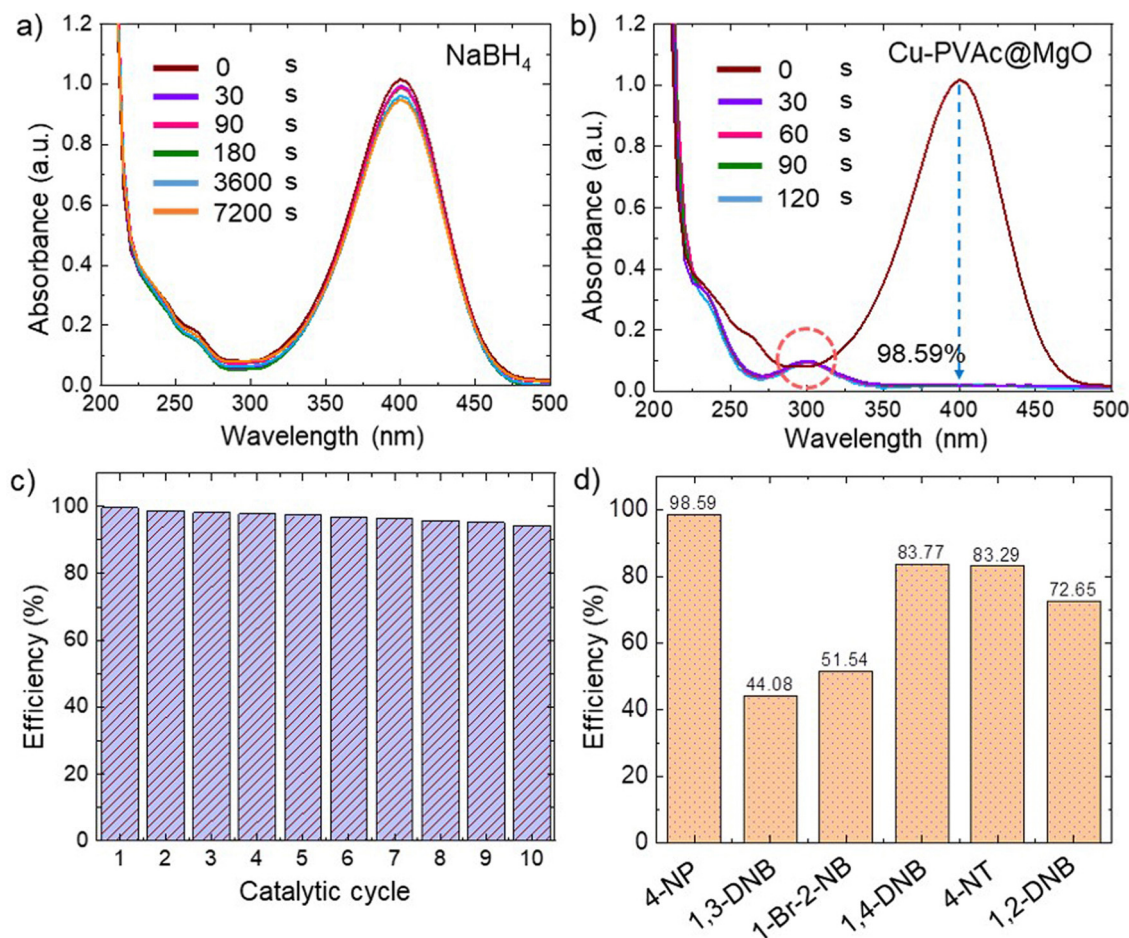 a)
NaBH4
0 s
30 s
90 s
180 s
3600 s
7200 s
1.2
1.0
0.8
0.6
0.4
0.2
0.0
200 250 300 350 400 450 500
Absorbance (a.u.)
Wavelength (nm)
b)
Cu-PVAc@MgO
0 s
30 s
60 s
90 s
120 s
98.59%
1.2
1.0
0.8
0.6
0.4
0.2
0.0
200 250 300 350 400 450 500
Absorbance (a.u.)
Wavelength (nm)
c)
100
80
60
40
20
0
1 2 3 4 5 6 7 8 9 10
Efficiency (%)
Catalytic cycle
d)
100
80
60
40
20
0
Efficiency (%)
98.59
44.08
51.54
83.77
83.29
72.65
4-NP
1,3-DNB
1-Br-2-NB
1,4-DNB
4-NT
1,2-DNB